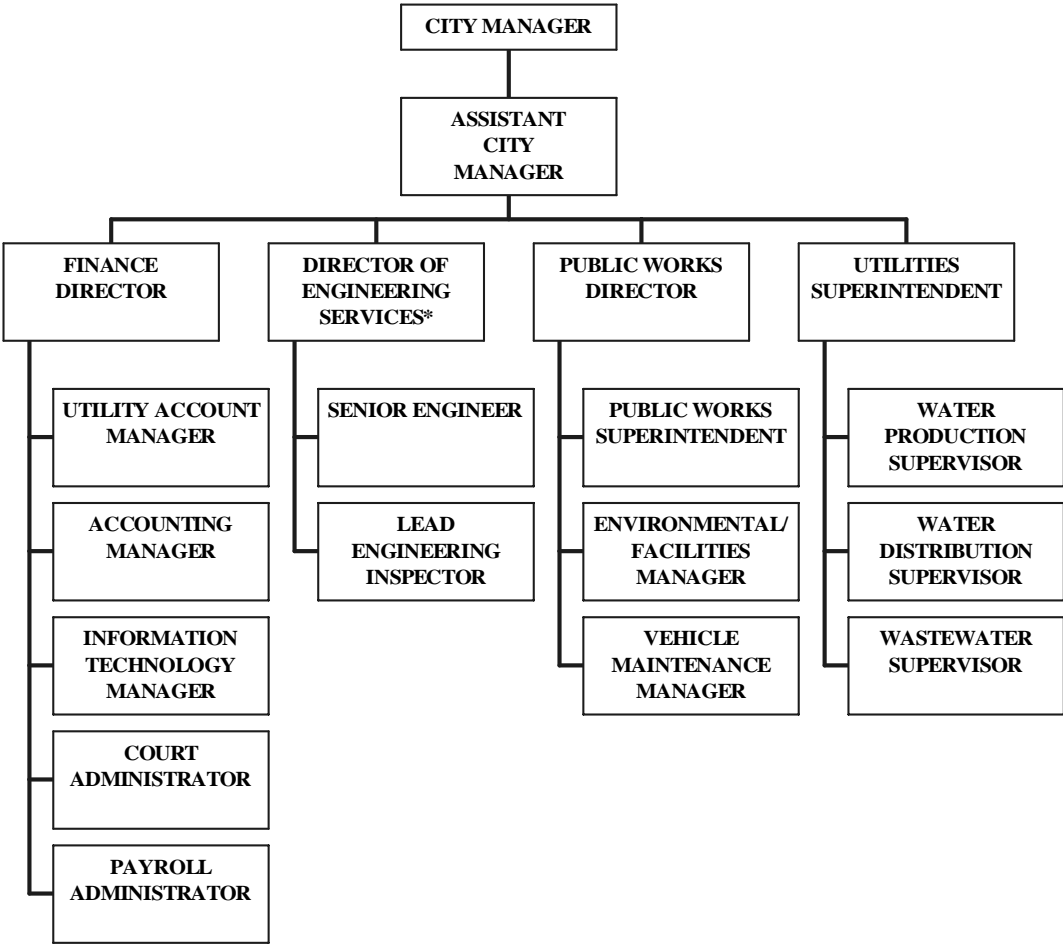 CITY MANAGER
ASSISTANT
CITY
MANAGER
FINANCE
DIRECTOR
DIRECTOR OF
ENGINEERING
SERVICES*
PUBLIC WORKS
DIRECTOR
UTILITIES
SUPERINTENDENT
UTILITY ACCOUNT
MANAGER
ACCOUNTING
MANAGER
INFORMATION
TECHNOLOGY
MANAGER
COURT
ADMINISTRATOR
PAYROLL
ADMINISTRATOR
SENIOR ENGINEER
LEAD
ENGINEERING
INSPECTOR
PUBLIC WORKS
SUPERINTENDENT
ENVIRONMENTAL/
FACILITIES
MANAGER
VEHICLE
MAINTENANCE
MANAGER
WATER
PRODUCTION
SUPERVISOR
WATER
DISTRIBUTION
SUPERVISOR
WASTEWATER
SUPERVISOR